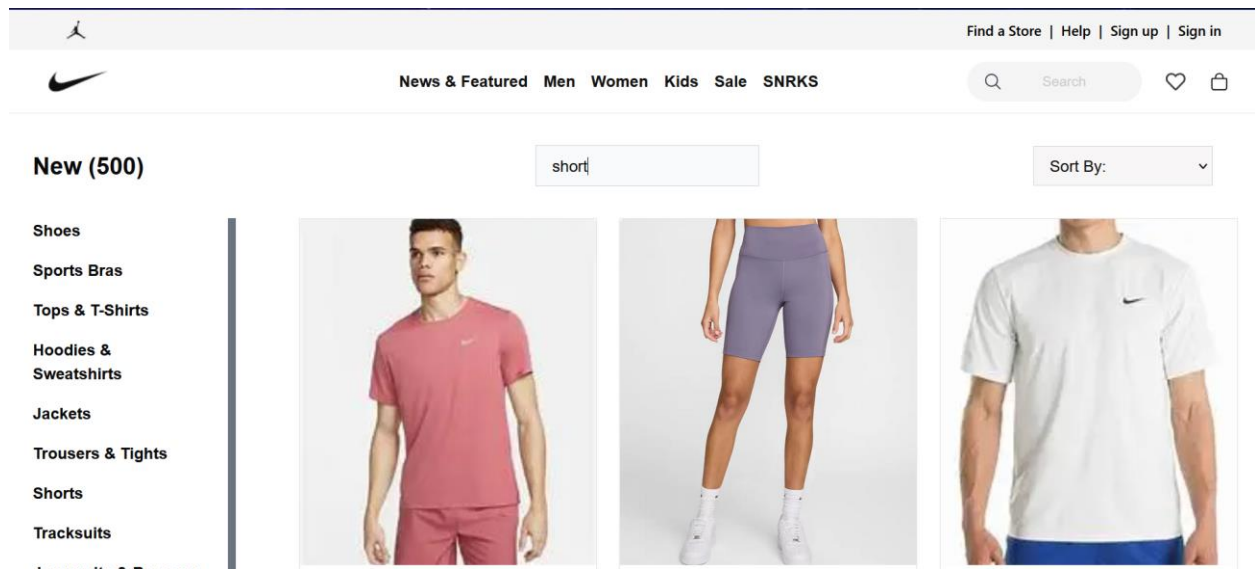 Find a Store | Help | Sign up | Sign in
News & Featured Men Women Kids Sale SNRKS
Search
New (500)
short
Sort By:
Shoes
Sports Bras
Tops & T-Shirts
Hoodies &
Sweatshirts
Jackets
Trousers & Tights
Shorts
Tracksuits